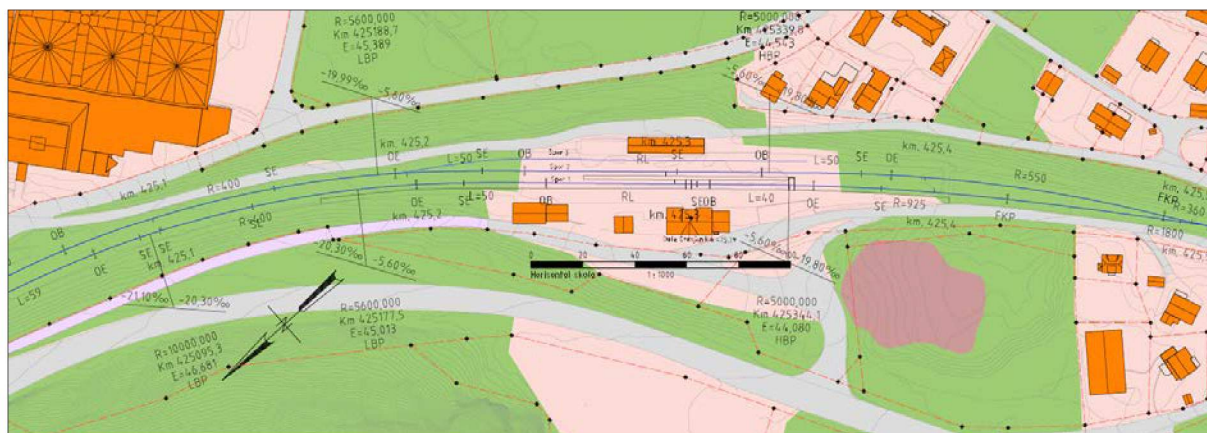 R=5600,000
Km 425188,7
E=45,389
LBP
R=5000,000
Km 425339,8
E=44,543
HBP
-19,99‰
-5,60‰
-5,60‰
-19,80‰
km. 425,1
R=400
SE
km. 425,2
OE
L=50
SE
OB
Spor 3
Spor 2
Spor 1
RL
km. 425,3
SE
OB
L=50
SE
OE
km. 425,4
R=550
FKP
R=360
OB
OE
SE
SE
km. 425,1
R=400
OE
km. 425,2
SE
L=50
OB
RL
km. 425,3
SE
OB
L=40
OE
SE
R=925
km. 425,4
FKP
R=1800
L=59
-21,10‰
-20,30‰
-20,30‰
-5,60‰
-5,60‰
-19,80‰
0
20
40
60
80
100
Horisontal skala
1:1000
R=10000,000
Km 425095,3
E=46,681
LBP
R=5600,000
Km 425177,5
E=45,013
LBP
R=5000,000
Km 425344,1
E=44,080
HBP